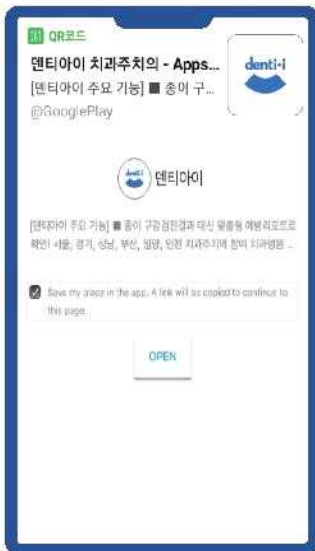 QR코드
덴티아이 치과주치의 - Apps...
[덴티아이 주요 기능] ■ 종이 구...
@GooglePlay
denti-i
덴티아이
[덴티아이 주요 기능] ■ 종이 구강검진결과 대신 맞춤형 예방리포트로
확인! 서울, 경기, 성남, 부산, 밀양, 인천 치과주치의 참여 치과병원 ...
Save my place in the app. A link will be copied to continue to
this page.
OPEN